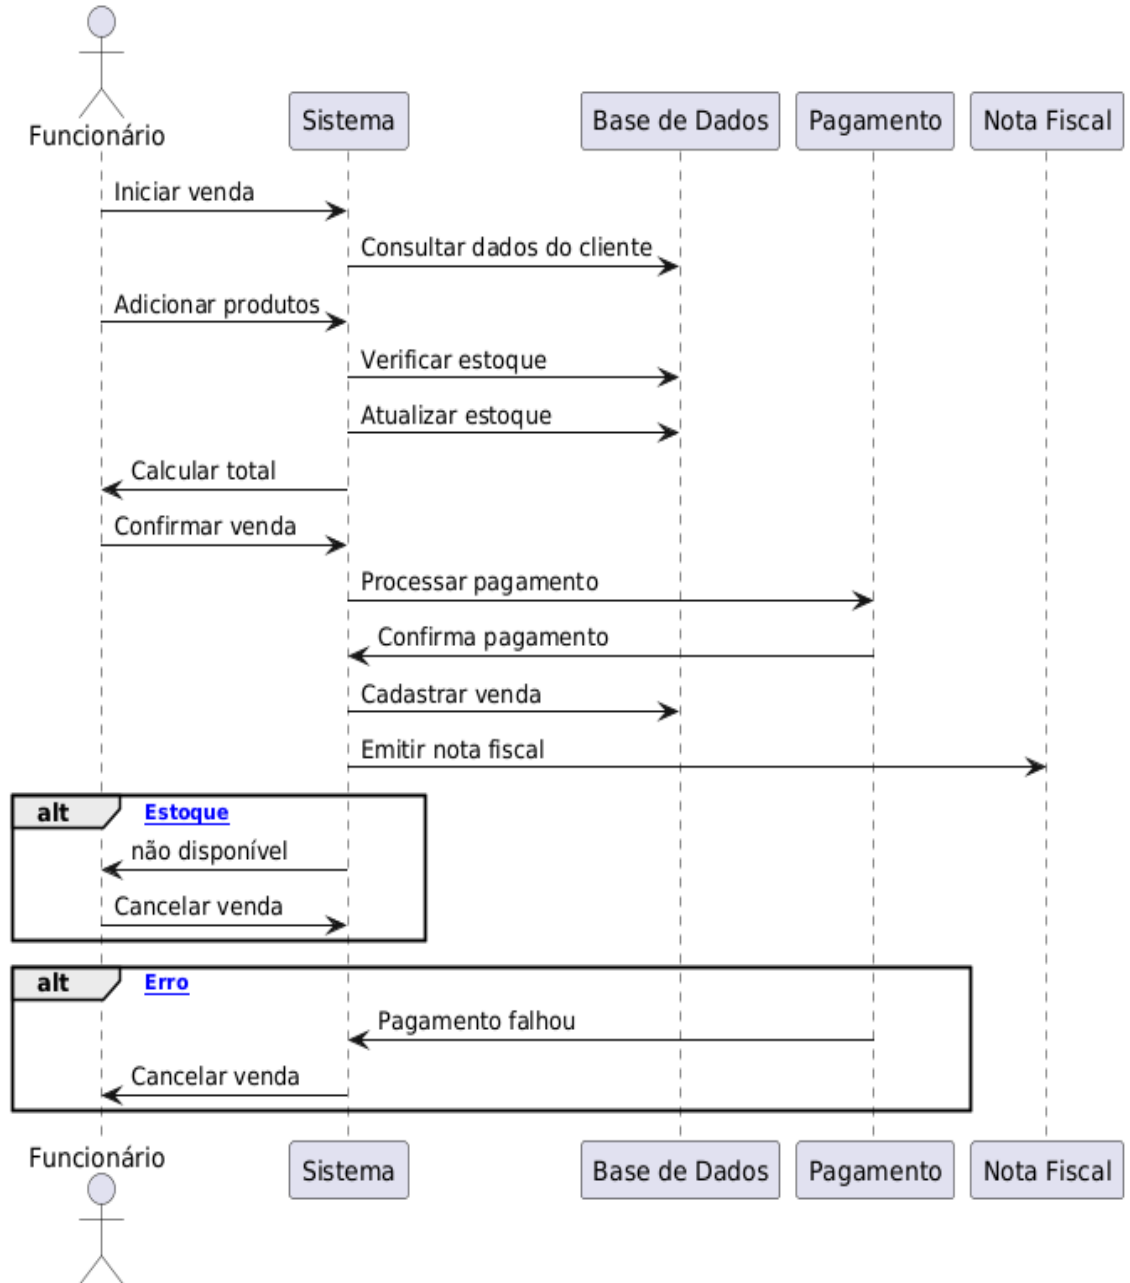 Funcionário
Sistema
Base de Dados
Pagamento
Nota Fiscal
Iniciar venda
Consultar dados do cliente
Adicionar produtos
Verificar estoque
Atualizar estoque
Calcular total
Confirmar venda
Processar pagamento
Confirma pagamento
Cadastrar venda
Emitir nota fiscal
alt
Estoque
não disponível
Cancelar venda
alt
Erro
Pagamento falhou
Cancelar venda
Funcionário
Sistema
Base de Dados
Pagamento
Nota Fiscal